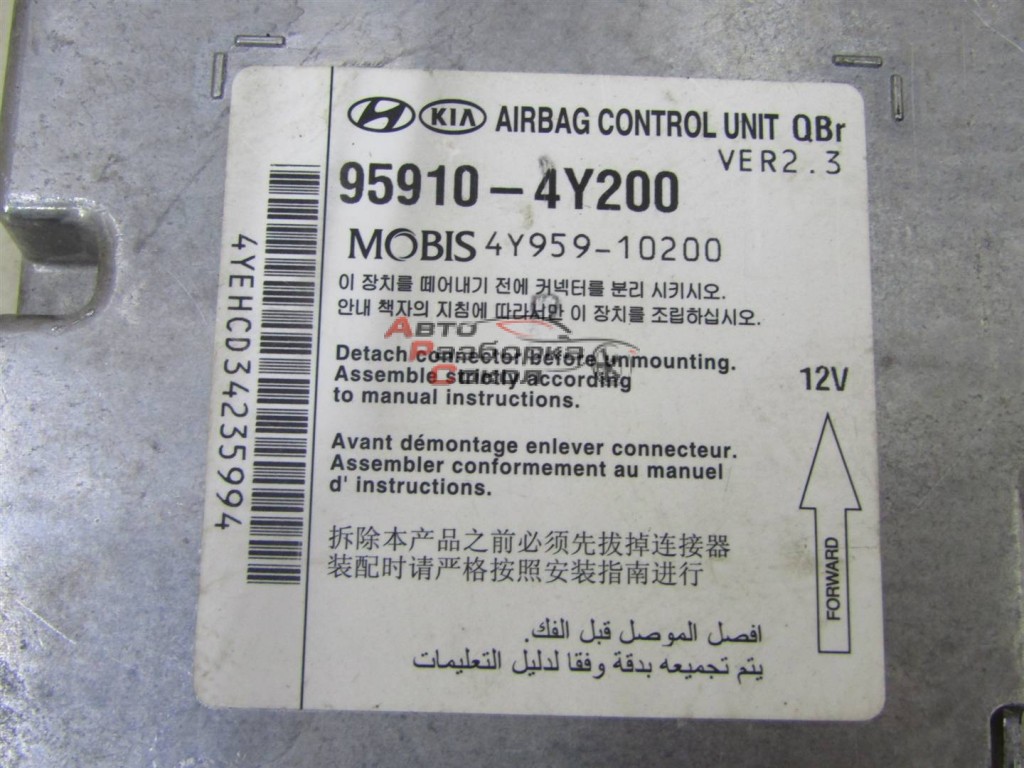 KIA AIRBAG CONTROL UNIT QBr
VER2.3
95910-4Y200
MOBIS 4Y959-10200
이 장치를 떼어내기 전에 커넥터를 분리 시키시오.
안내 책자의 지침에 따라서만 이 장치를 조립하십시오.
Авто
Разборка
Сокол
Detach connector before unmounting.
Assemble strictly according
to manual instructions.
12V
Avant démontage enlever connecteur.
Assembler conformement au manuel
d' instructions.
FORWARD
拆除本产品之前必须先拔掉连接器
装配时请严格按照安装指南进行
افصل الموصل قبل الفك.
يتم تجميعه بدقة وفقا لدليل التعليمات
4YEHCD34235994